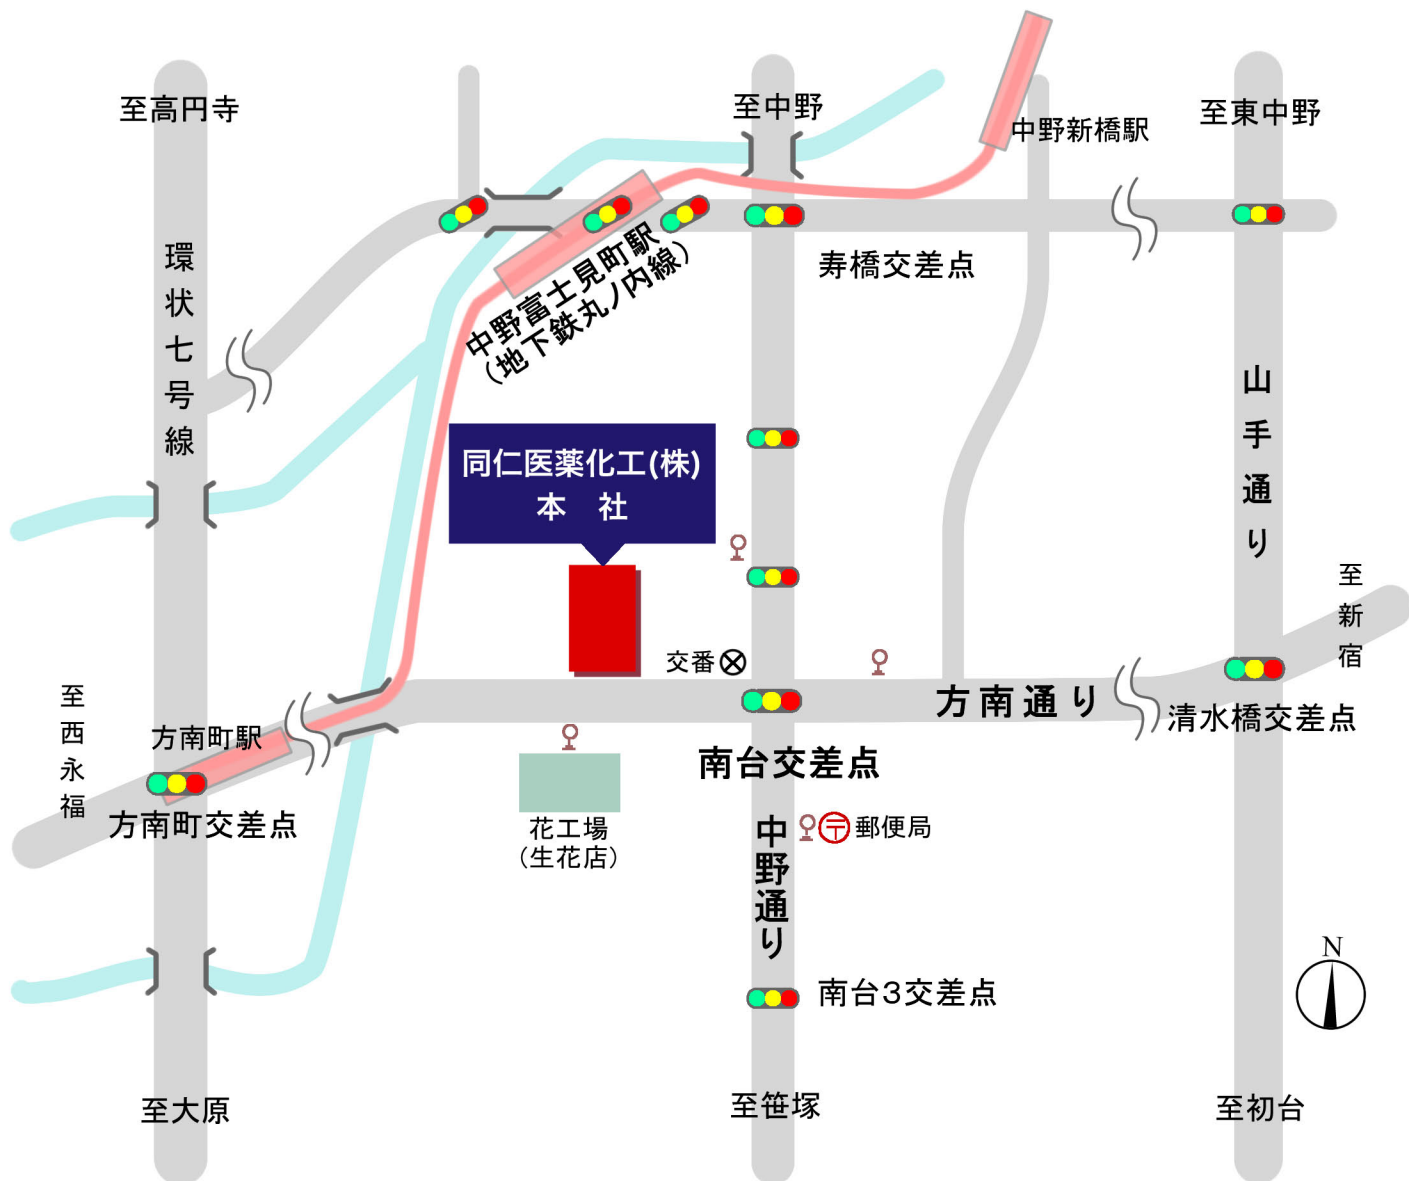 至高円寺
至中野
至東中野
中野新橋駅
環状七号線
中野富士見町駅
（地下鉄丸ノ内線）
寿橋交差点
山手通り
同仁医薬化工(株)
本　社
至新宿
交番
方南通り
清水橋交差点
至西永福
方南町駅
方南町交差点
南台交差点
花工場
（生花店）
中野通り
〒郵便局
南台3交差点
N
至大原
至笹塚
至初台